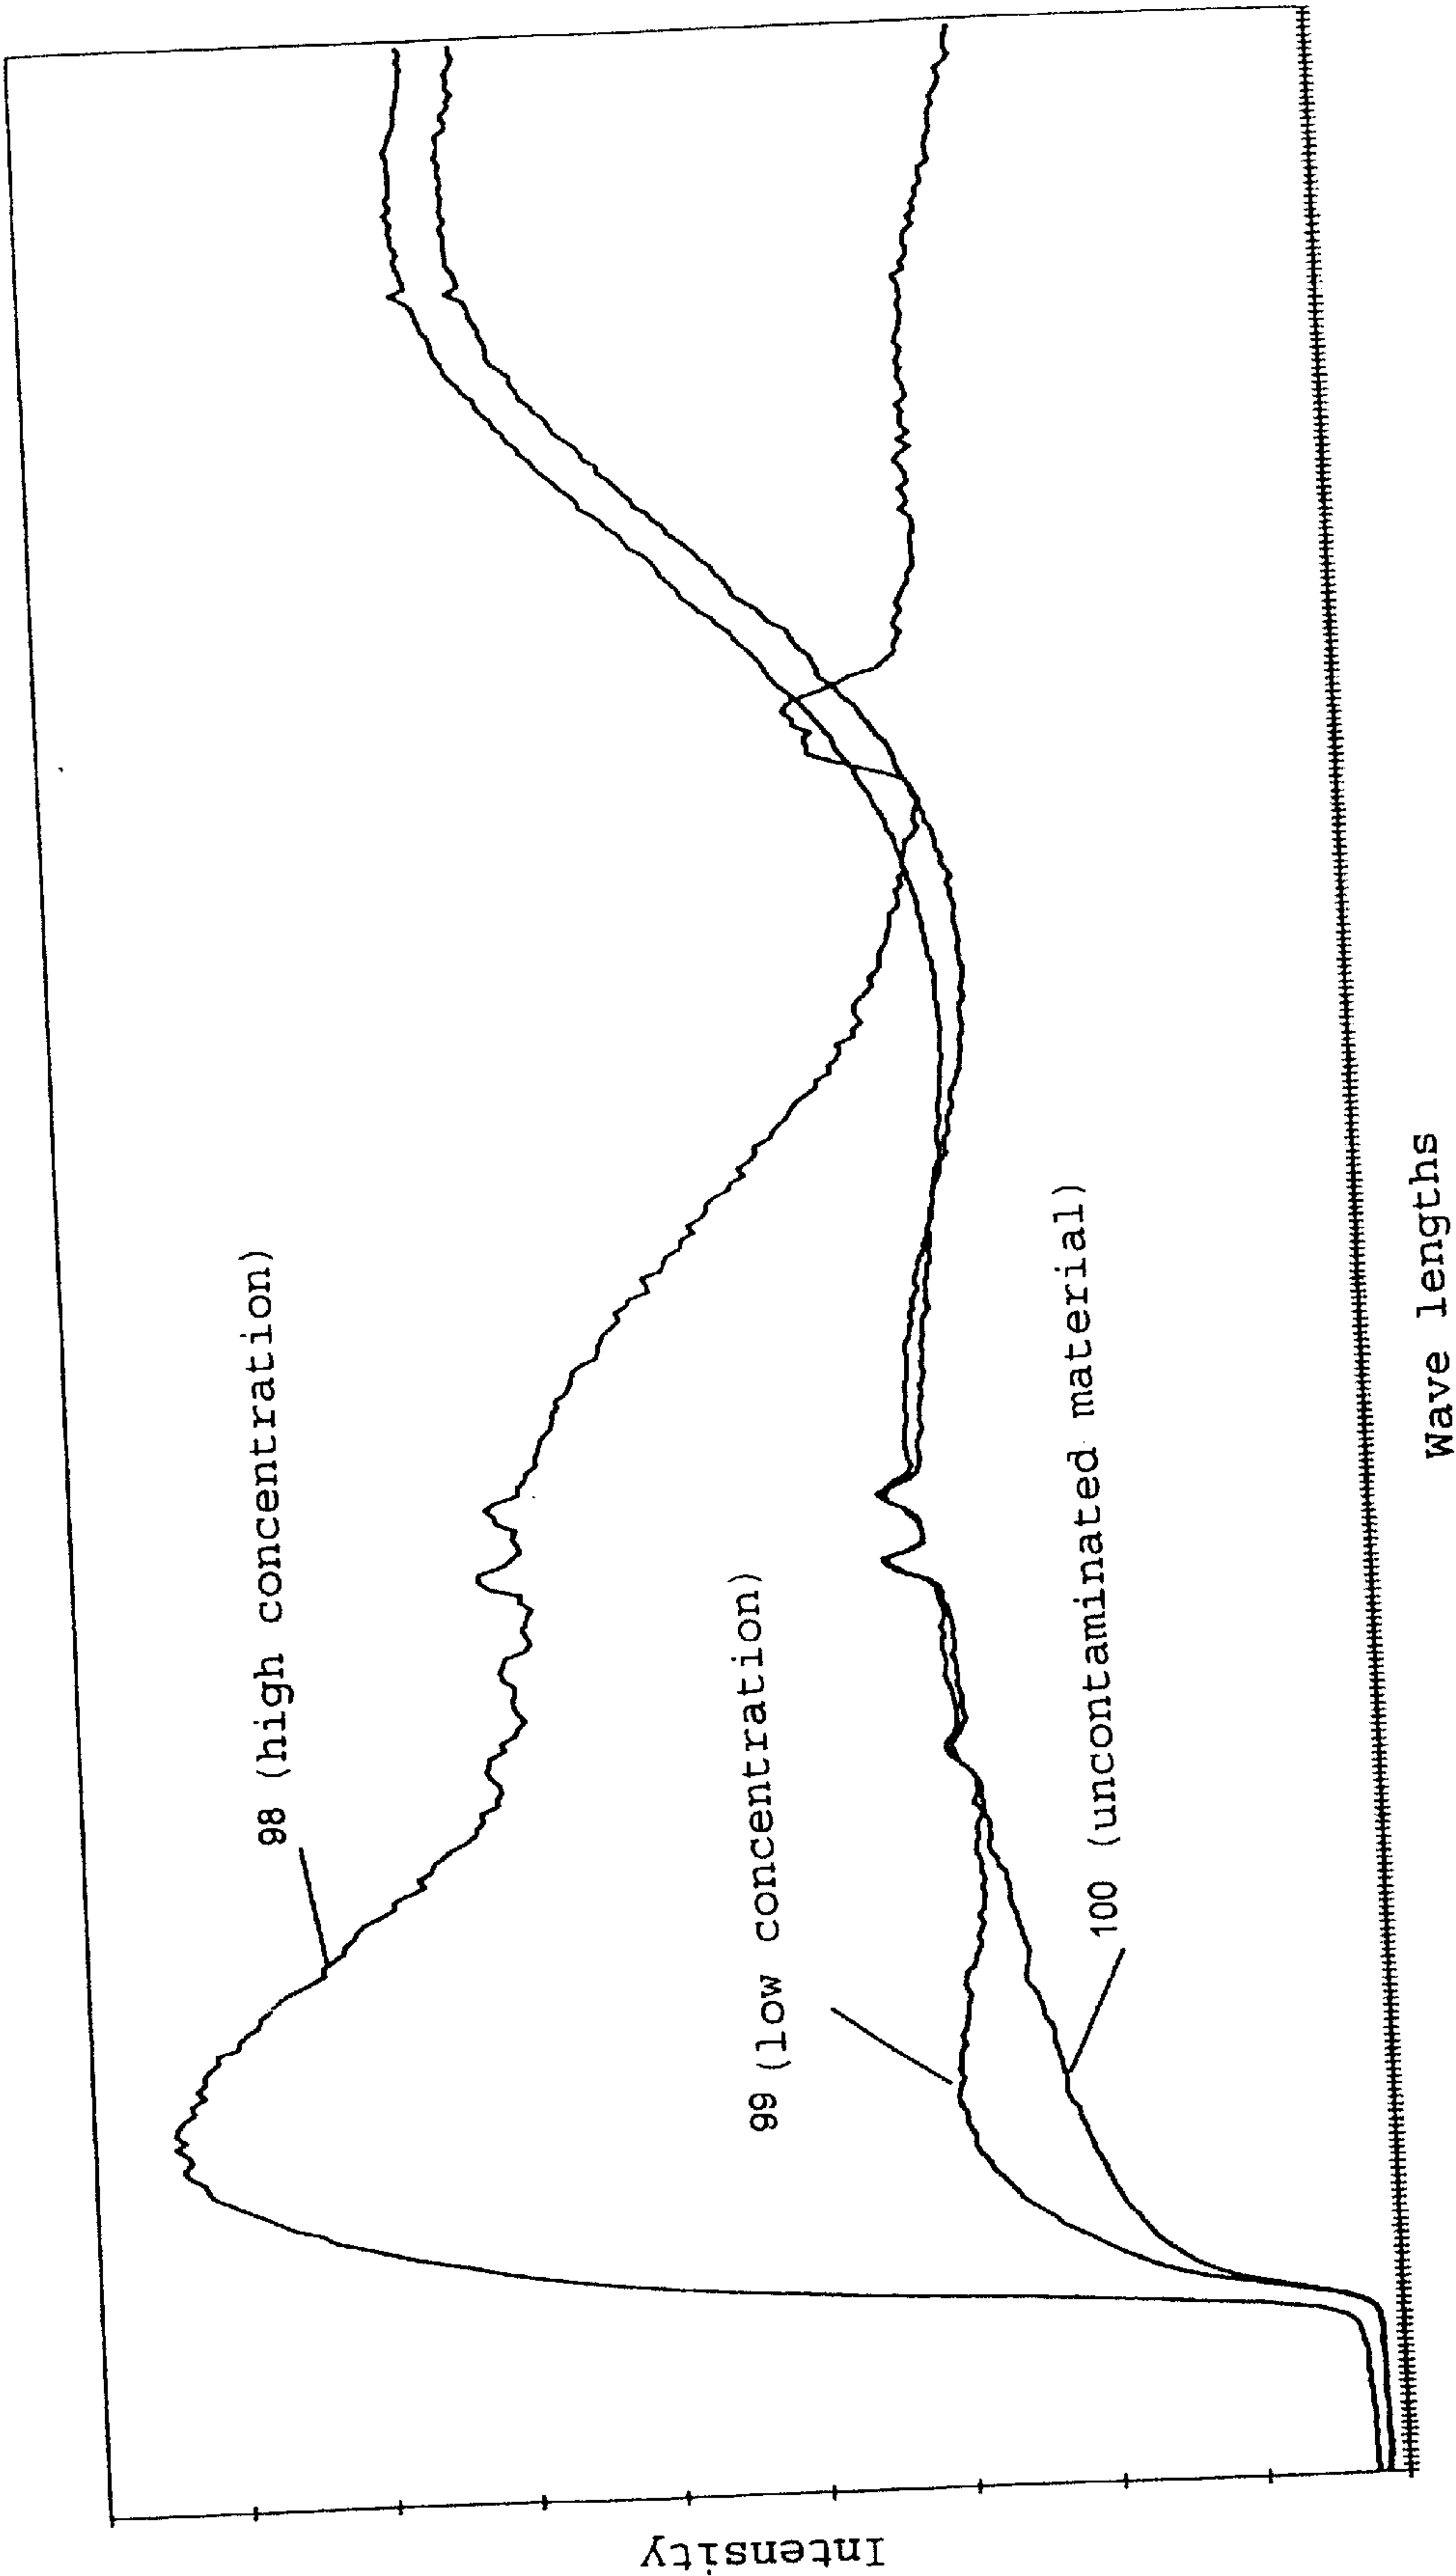 98 (high concentration)
99 (low concentration)
100 (uncontaminated material)
Intensity
Wave lengths